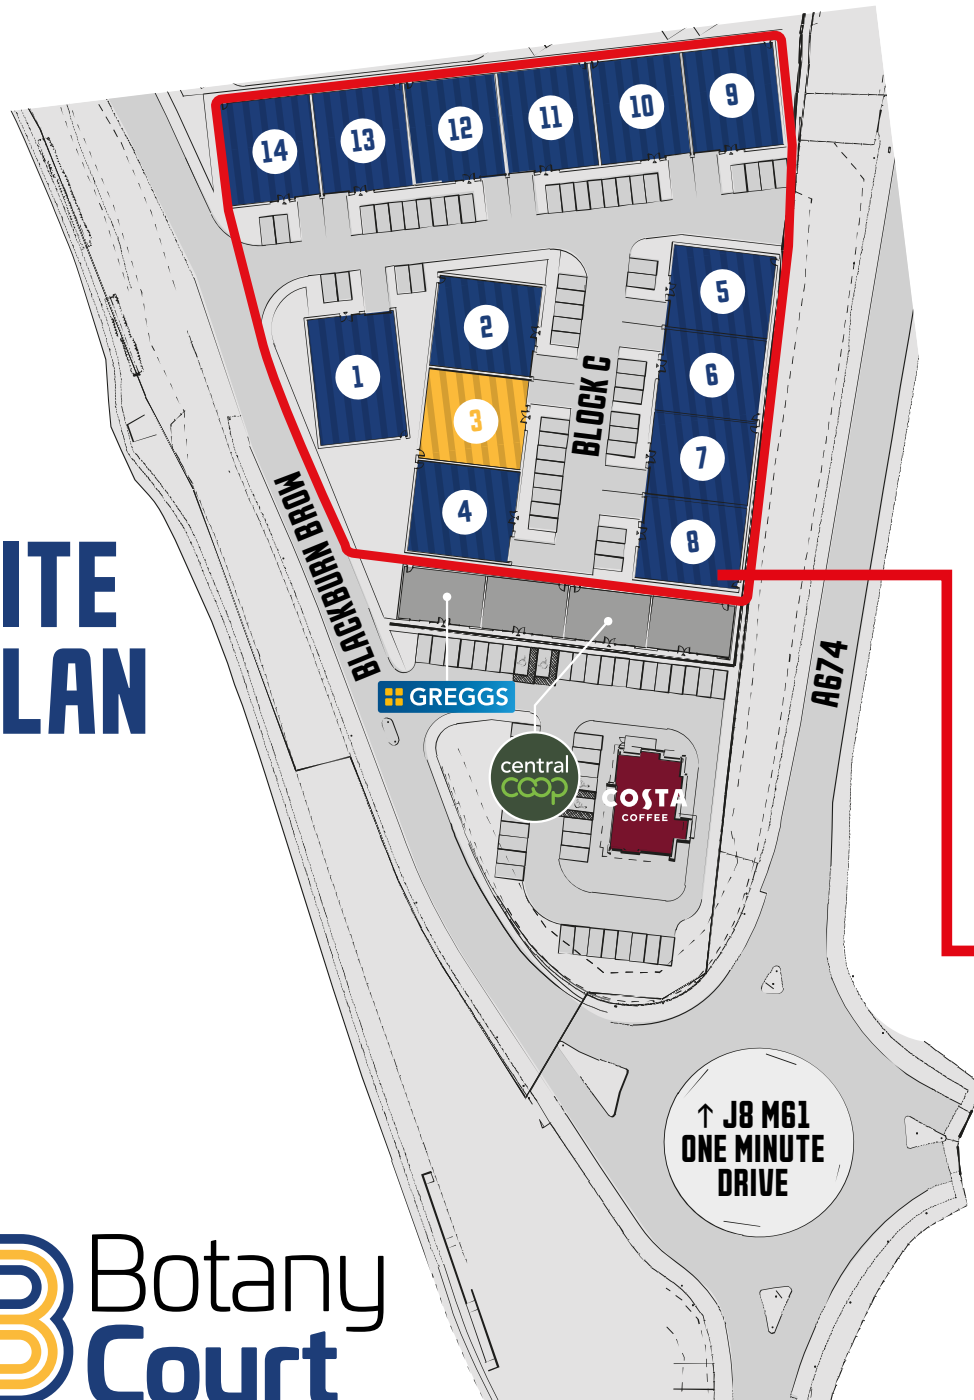 14
13
12
11
10
9
5
2
6
1
3
7
4
8
BLOCK C
BLACKBURN BROW
ITE
LAN
A674
GREGGS
central
coop
COSTA
COFFEE
↑ J8 M61
ONE MINUTE
DRIVE
B
Botany
Court